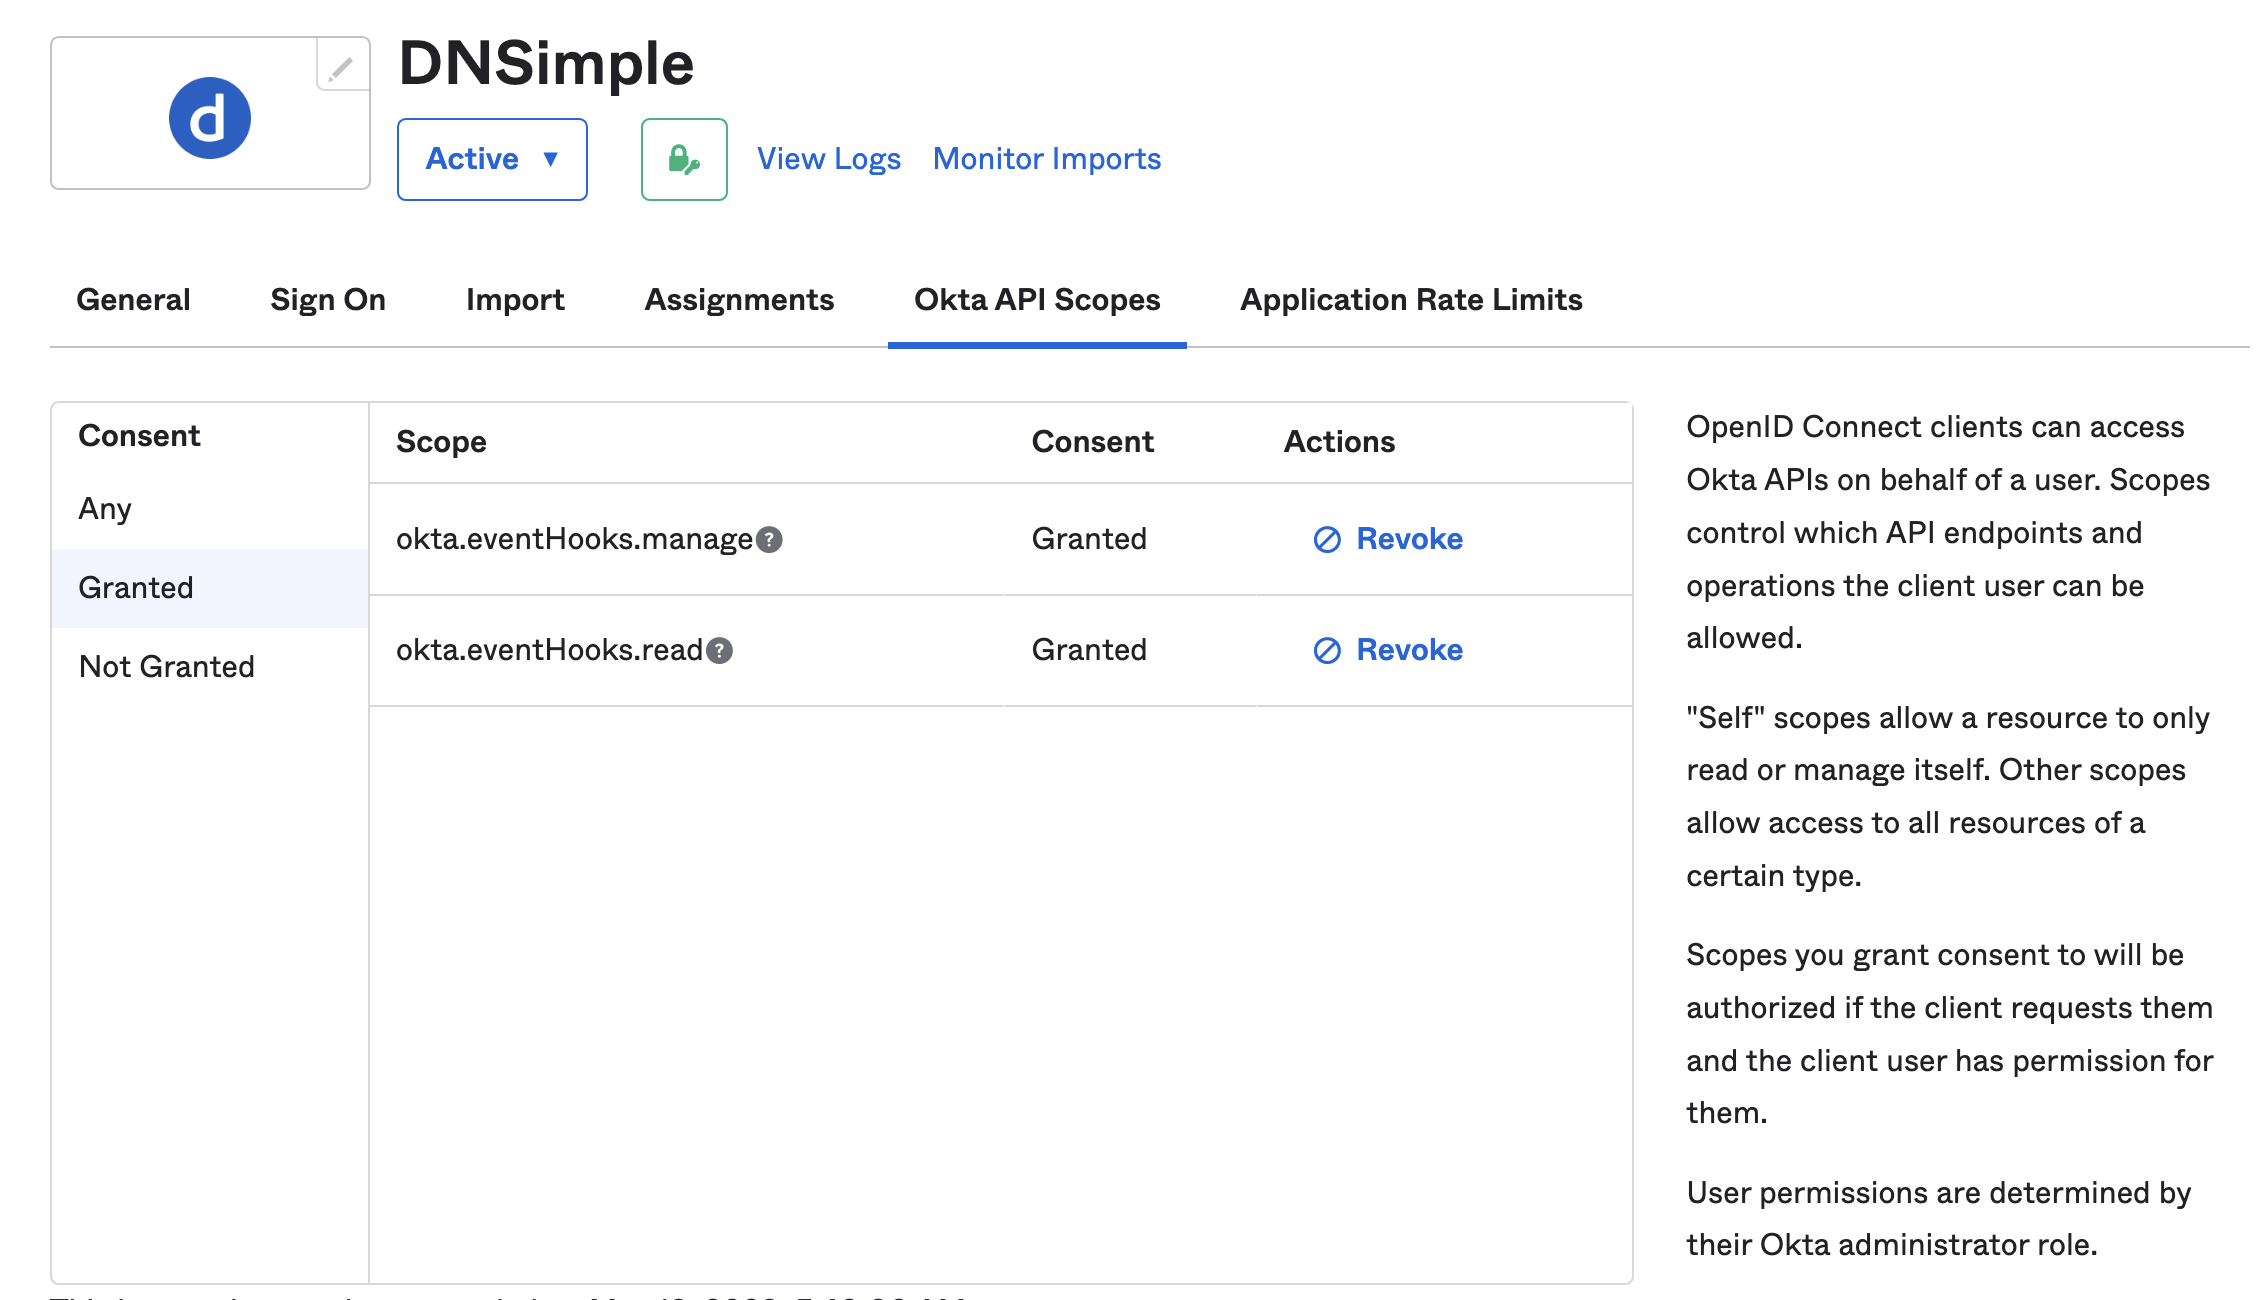 d
DNSimple
Active ▼
View Logs
Monitor Imports
General
Sign On
Import
Assignments
Okta API Scopes
Application Rate Limits
Consent
Any
Granted
Not Granted
Scope Consent Actions
okta.eventHooks.manage ? Granted Revoke
okta.eventHooks.read ? Granted Revoke
OpenID Connect clients can access
Okta APIs on behalf of a user. Scopes
control which API endpoints and
operations the client user can be
allowed.
"Self" scopes allow a resource to only
read or manage itself. Other scopes
allow access to all resources of a
certain type.
Scopes you grant consent to will be
authorized if the client requests them
and the client user has permission for
them.
User permissions are determined by
their Okta administrator role.